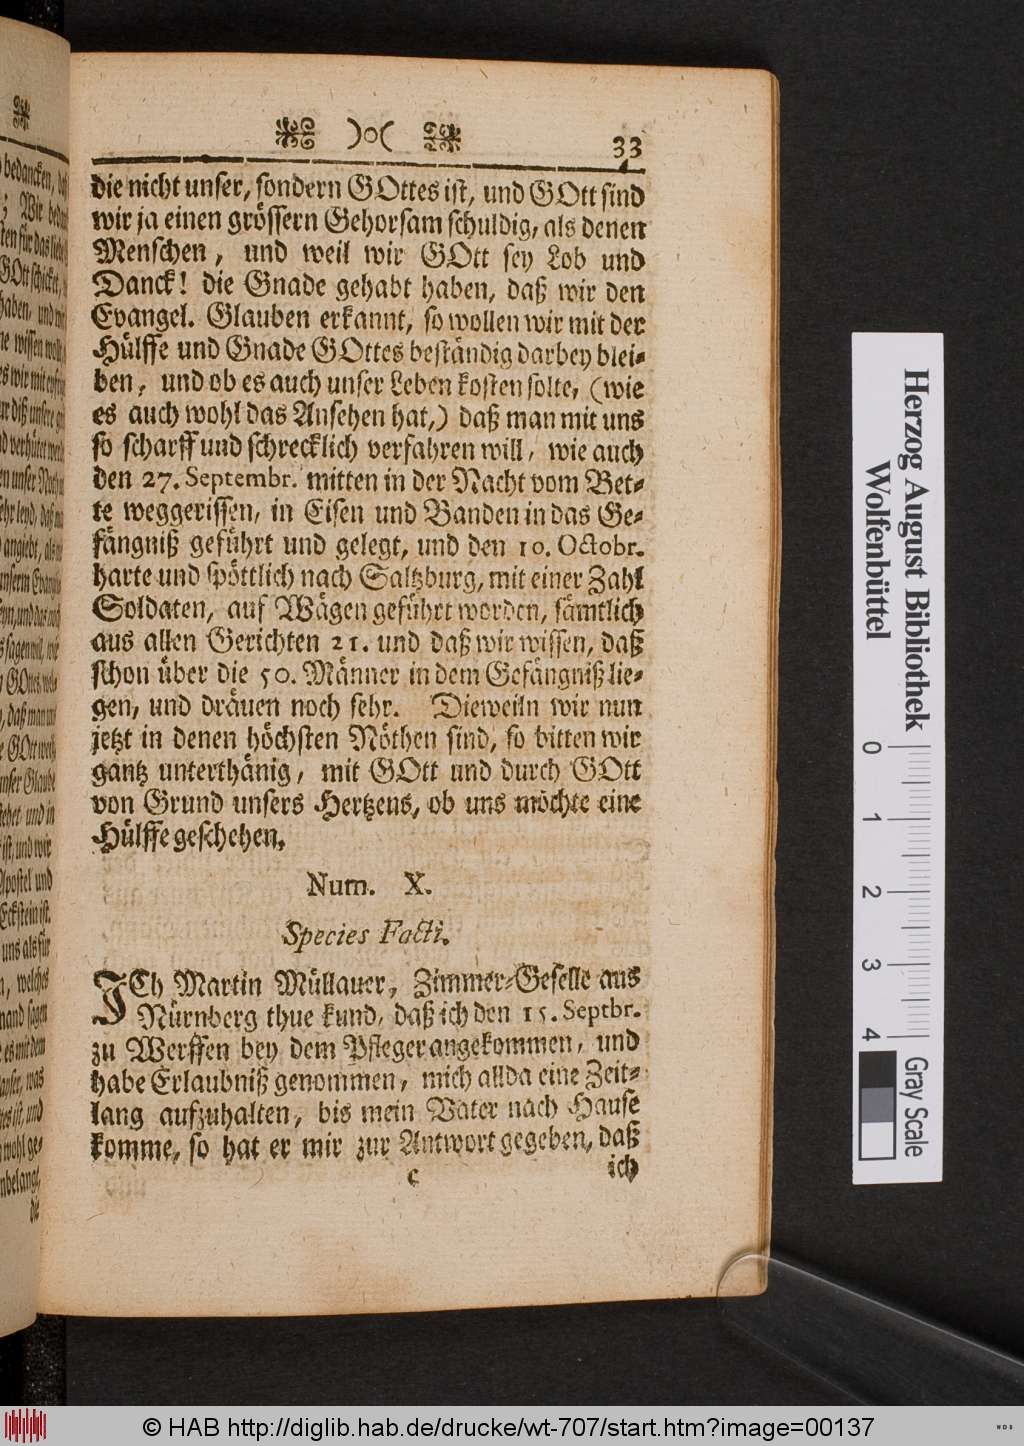 )o(
33
die nicht unser, sondern GOttes ist, und GOtt sind
wir ja einen grössern Gehorsam schuldig, als denen
Menschen, und weil wir GOtt sey Lob und
Danck! die Gnade gehabt haben, daß wir den
Evangel. Glauben erkannt, so wollen wir mit der
Hülffe und Gnade GOttes beständig darbey blei-
ben, und ob es auch unser Leben kosten solte, (wie
es auch wohl das Ansehen hat,) daß man mit uns
so scharff und schrecklich verfahren will, wie auch
den 27. Septembr. mitten in der Nacht vom Bet-
te weggerissen, in Eisen und Banden in das Ge-
fängniß geführt und gelegt, und den 10. Octobr.
harte und spöttlich nach Saltzburg, mit einer Zahl
Soldaten, auf Wägen geführt worden, sämtlich
aus allen Gerichten 21. und daß wir wissen, daß
schon über die 50. Männer in dem Gefängniß lie-
gen, und dräuen noch sehr. Dieweiln wir nun
jetzt in denen höchsten Nöthen sind, so bitten wir
gantz unterthänig, mit GOtt und durch GOtt
von Grund unsers Hertzens, ob uns möchte eine
Hülffe geschehen.
Num. X.
Species Facti.
ICh Martin Müllauer, Zimmer-Geselle aus
Nürnberg thue kund, daß ich den 15. Septbr.
zu Werffen bey dem Pfleger angekommen, und
habe Erlaubniß genommen, mich allda eine Zeit-
lang aufzuhalten, bis mein Vater nach Hause
komme, so hat er mir zur Antwort gegeben, daß
c
ich
Herzog August Bibliothek
Wolfenbüttel
0 1 2 3 4
Gray Scale
© HAB http://diglib.hab.de/drucke/wt-707/start.htm?image=00137